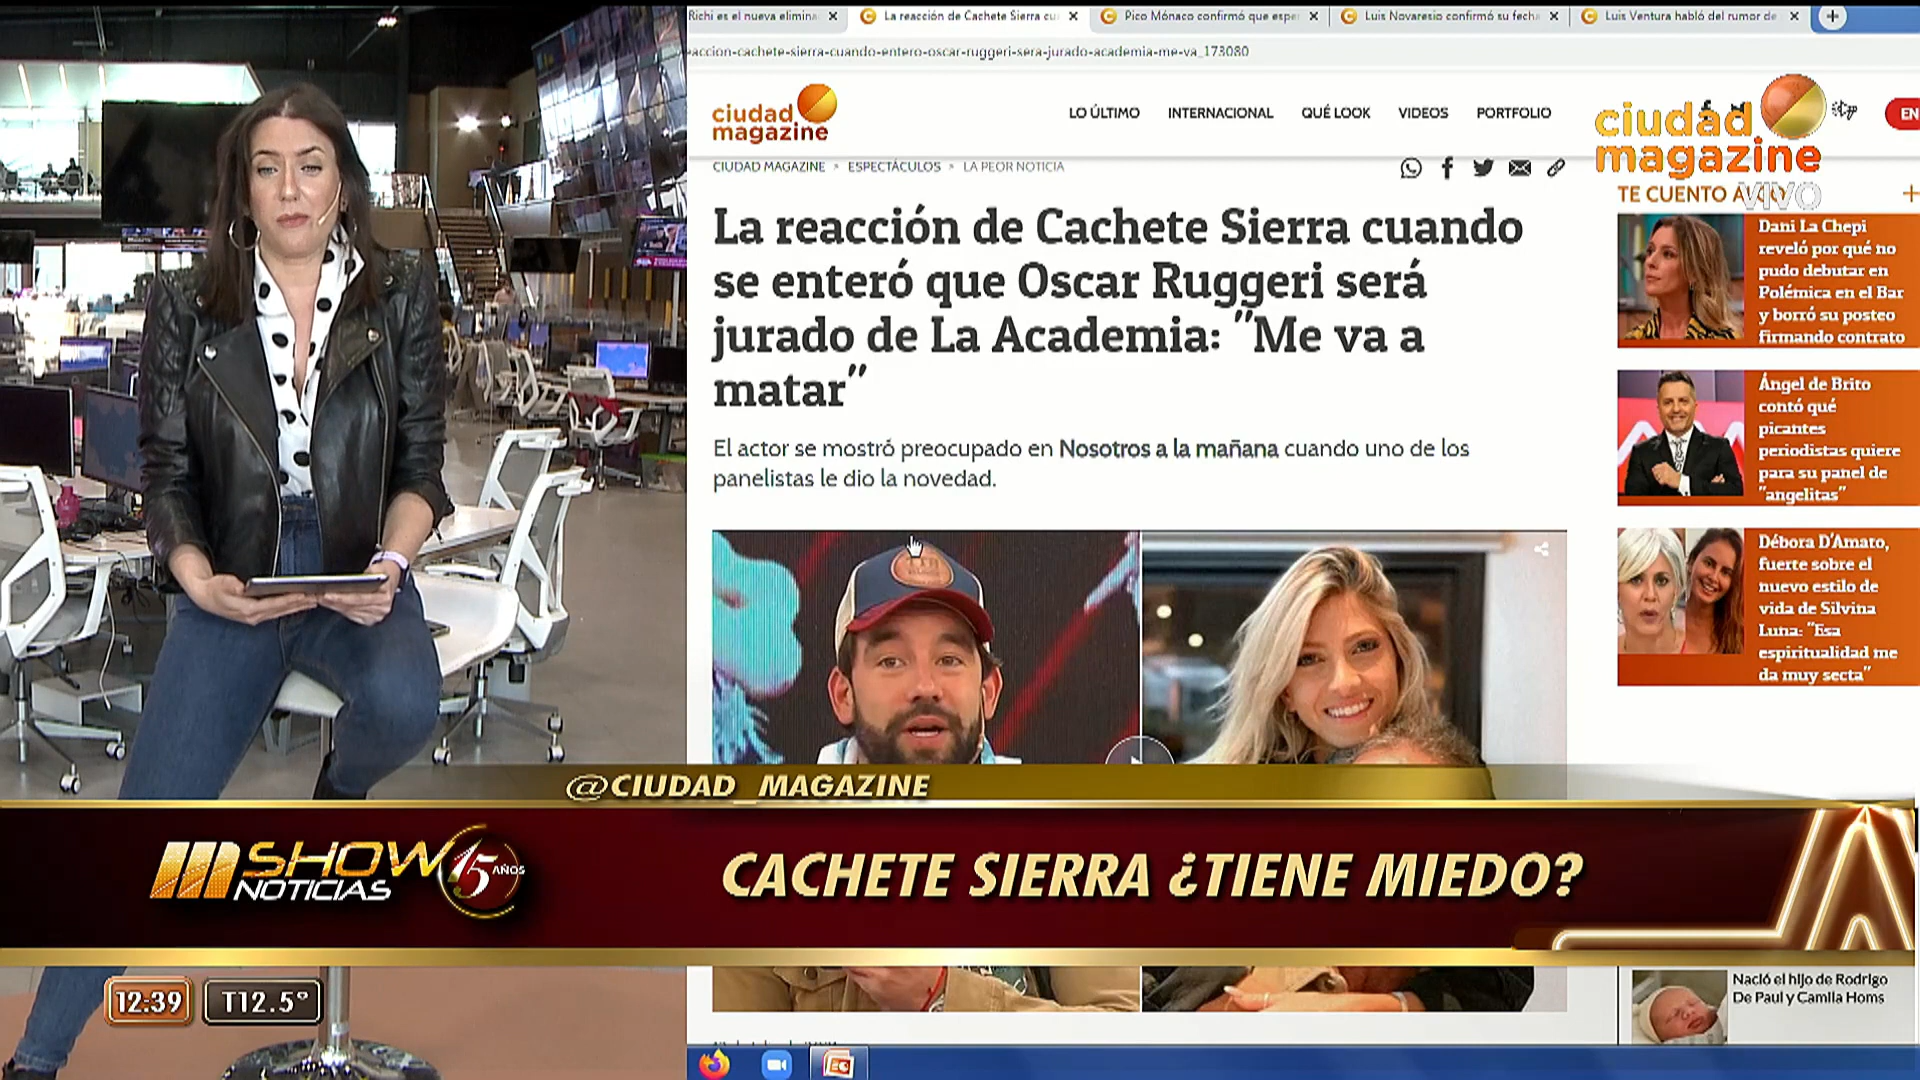 Richi es el nueva elimina
La reacción de Cachete Sierra cu
Pico Mónaco confirmó que espe
Luis Novaresio confirmó su fech
Luis Ventura habló del rumor de
eaccion-cachete-sierra-cuando-entero-oscar-ruggeri-sera-jurado-academia-me-va_173080
ciudad
magazine
LO ÚLTIMO
INTERNACIONAL
QUÉ LOOK
VIDEOS
PORTFOLIO
EN
ciudad
magazine
VIVO
CIUDAD MAGAZINE
ESPECTÁCULOS
LA PEOR NOTICIA
La reacción de Cachete Sierra cuando
se enteró que Oscar Ruggeri será
jurado de La Academia: "Me va a
matar"
El actor se mostró preocupado en Nosotros a la mañana cuando uno de los
panelistas le dio la novedad.
TE CUENTO
Dani La Chepi
reveló por qué no
pudo debutar en
Polémica en el Bar
y borró su posteo
firmando contrato
Ángel de Brito
contó qué
picantes
periodistas quiere
para su panel de
"angelitas"
Débora D'Amato,
fuerte sobre el
nuevo estilo de
vida de Silvina
Luna: "Esa
espiritualidad me
da muy secta"
@CIUDAD_MAGAZINE
SHOW
NOTICIAS
15
AÑOS
CACHETE SIERRA ¿TIENE MIEDO?
12:39
T12.5°
Nació el hijo de Rodrigo
De Paul y Camila Homs